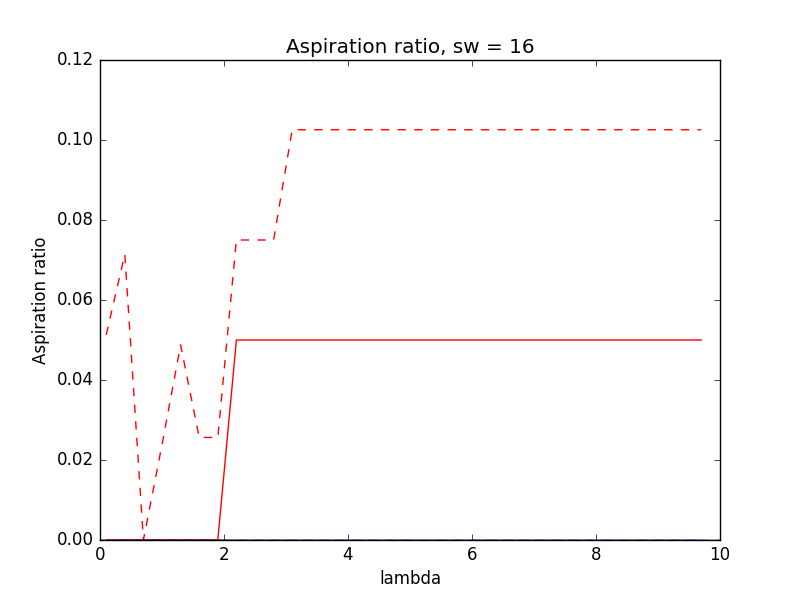 Aspiration ratio, sw = 16
0.12
0.10
0.08
0.06
0.04
0.02
0.00
Aspiration ratio
0 2 4 6 8 10
lambda